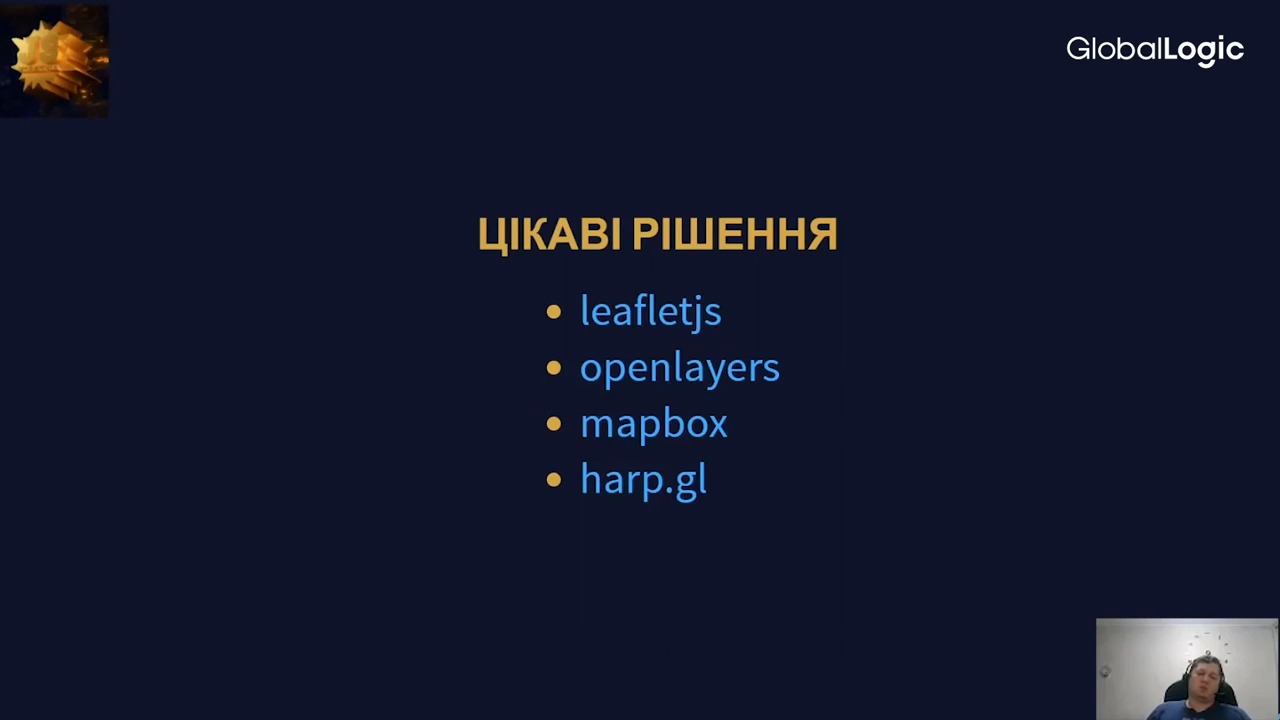 GlobalLogic
ЦІКАВІ РІШЕННЯ
leafletjs
openlayers
mapbox
harp.gl